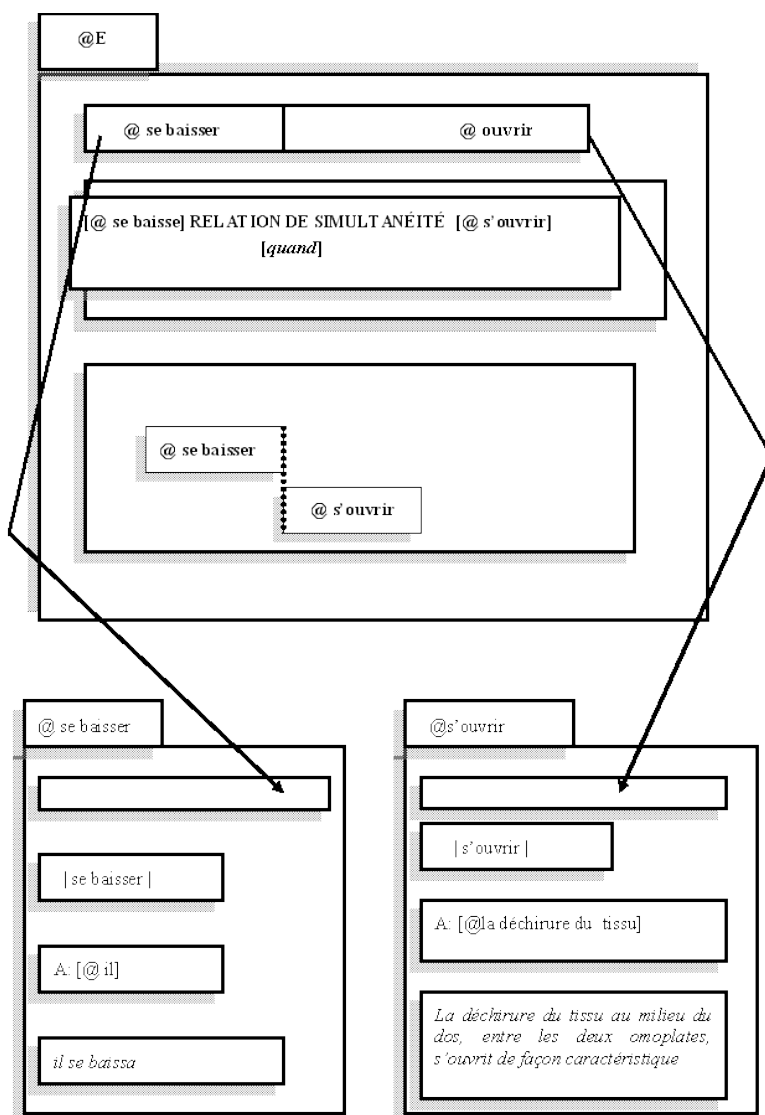 @E
@ se baisser @ ouvrir
[@ se baisse] RELATION DE SIMULTANÉITÉ [@ s'ouvrir]
[quand]
@ se baisser
@ s'ouvrir
@ se baisser
| se baisser |
A: [@ il]
il se baissa
@s'ouvrir
| s'ouvrir |
A: [@la déchirure du tissu]
La déchirure du tissu au milieu du
dos, entre les deux omoplates,
s'ouvrit de façon caractéristique